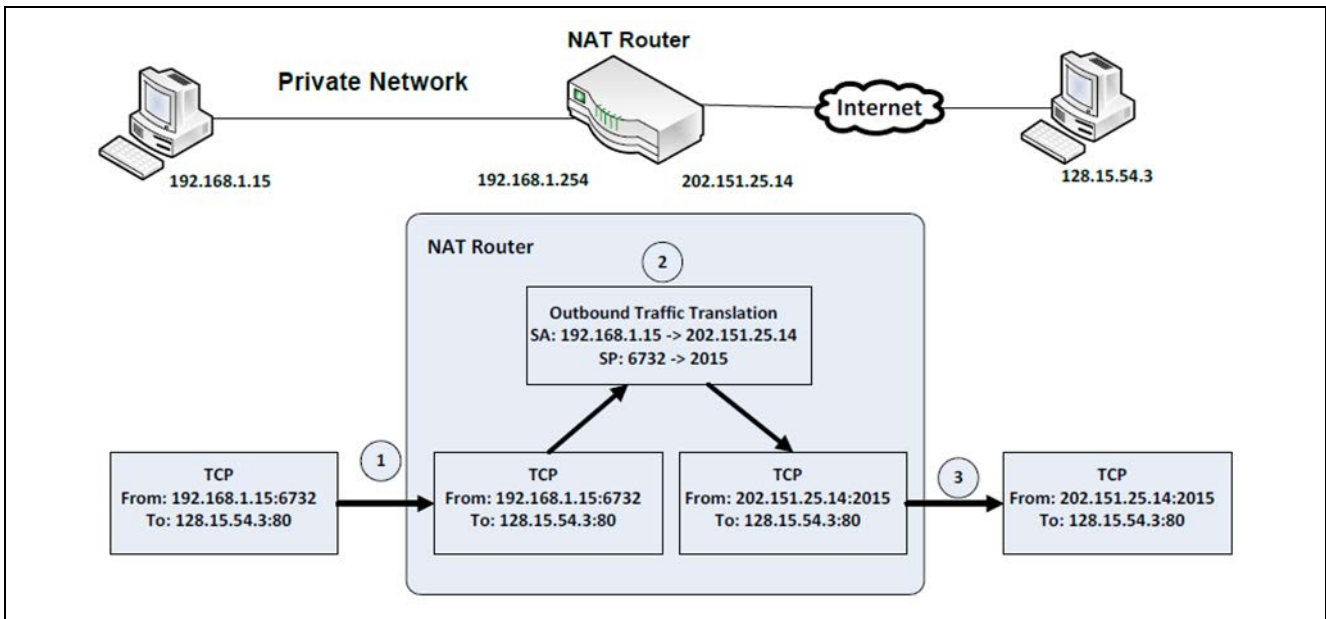 NAT Router
Private Network
Internet
192.168.1.15
192.168.1.254
202.151.25.14
128.15.54.3
NAT Router
2
Outbound Traffic Translation
SA: 192.168.1.15 -> 202.151.25.14
SP: 6732 -> 2015
1
3
TCP
From: 192.168.1.15:6732
To: 128.15.54.3:80
TCP
From: 192.168.1.15:6732
To: 128.15.54.3:80
TCP
From: 202.151.25.14:2015
To: 128.15.54.3:80
TCP
From: 202.151.25.14:2015
To: 128.15.54.3:80